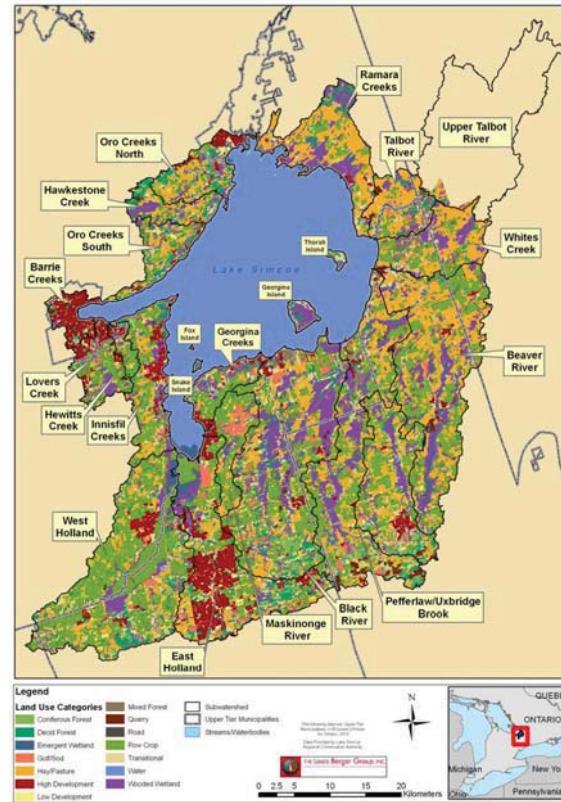 Ramara
Creeks
Oro Creeks
North
Talbot
River
Upper Talbot
River
Hawkestone
Creek
Oro Creeks
South
Thorah
Island
Whites
Creek
Lake Simcoe
Barrie
Creeks
Georgina
Island
Fox
Island
Georgina
Creeks
Beaver
River
Lovers
Creek
Snake
Island
Hewitts
Creek
Innisfil
Creeks
West
Holland
Pefferlaw/Uxbridge
Brook
Black
River
Maskinonge
River
East
Holland
Legend
Land Use Categories
Coniferous Forest
Decid Forest
Emergent Wetland
Golf/Sod
Hay/Pasture
High Development
Low Development
Mixed Forest
Quarry
Road
Row Crop
Transitional
Water
Wooded Wetland
Subwatershed
Upper Tier Municipalities
Streams/Waterbodies
N
THE Louis Berger Group, INC.
0 2.5 5 10 15 20
Kilometers
QUEBE
ONTARIO
Michigan
New York
Ohio
Pennsylvania